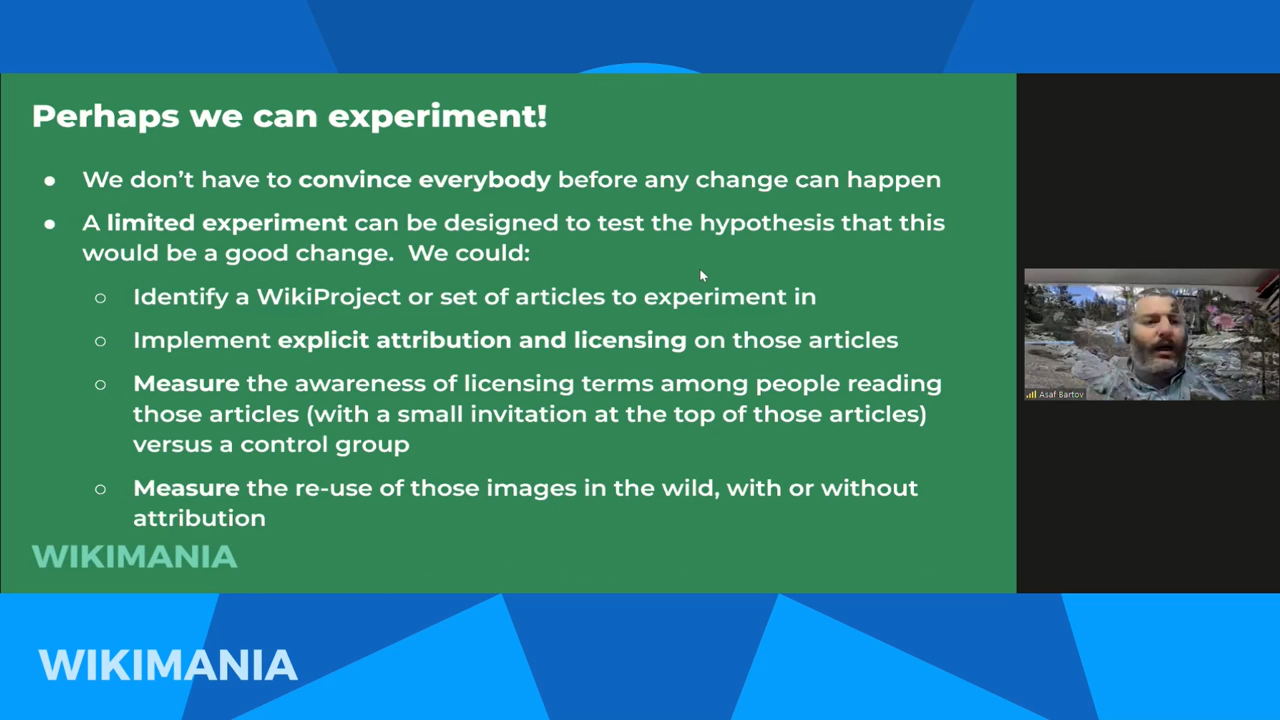 Perhaps we can experiment!
● We don’t have to convince everybody before any change can happen
● A limited experiment can be designed to test the hypothesis that this
would be a good change.  We could:
○ Identify a WikiProject or set of articles to experiment in
○ Implement explicit attribution and licensing on those articles
○ Measure the awareness of licensing terms among people reading
those articles (with a small invitation at the top of those articles)
versus a control group
○ Measure the re-use of those images in the wild, with or without
attribution
WIKIMANIA
Asaf Bartov
WIKIMANIA